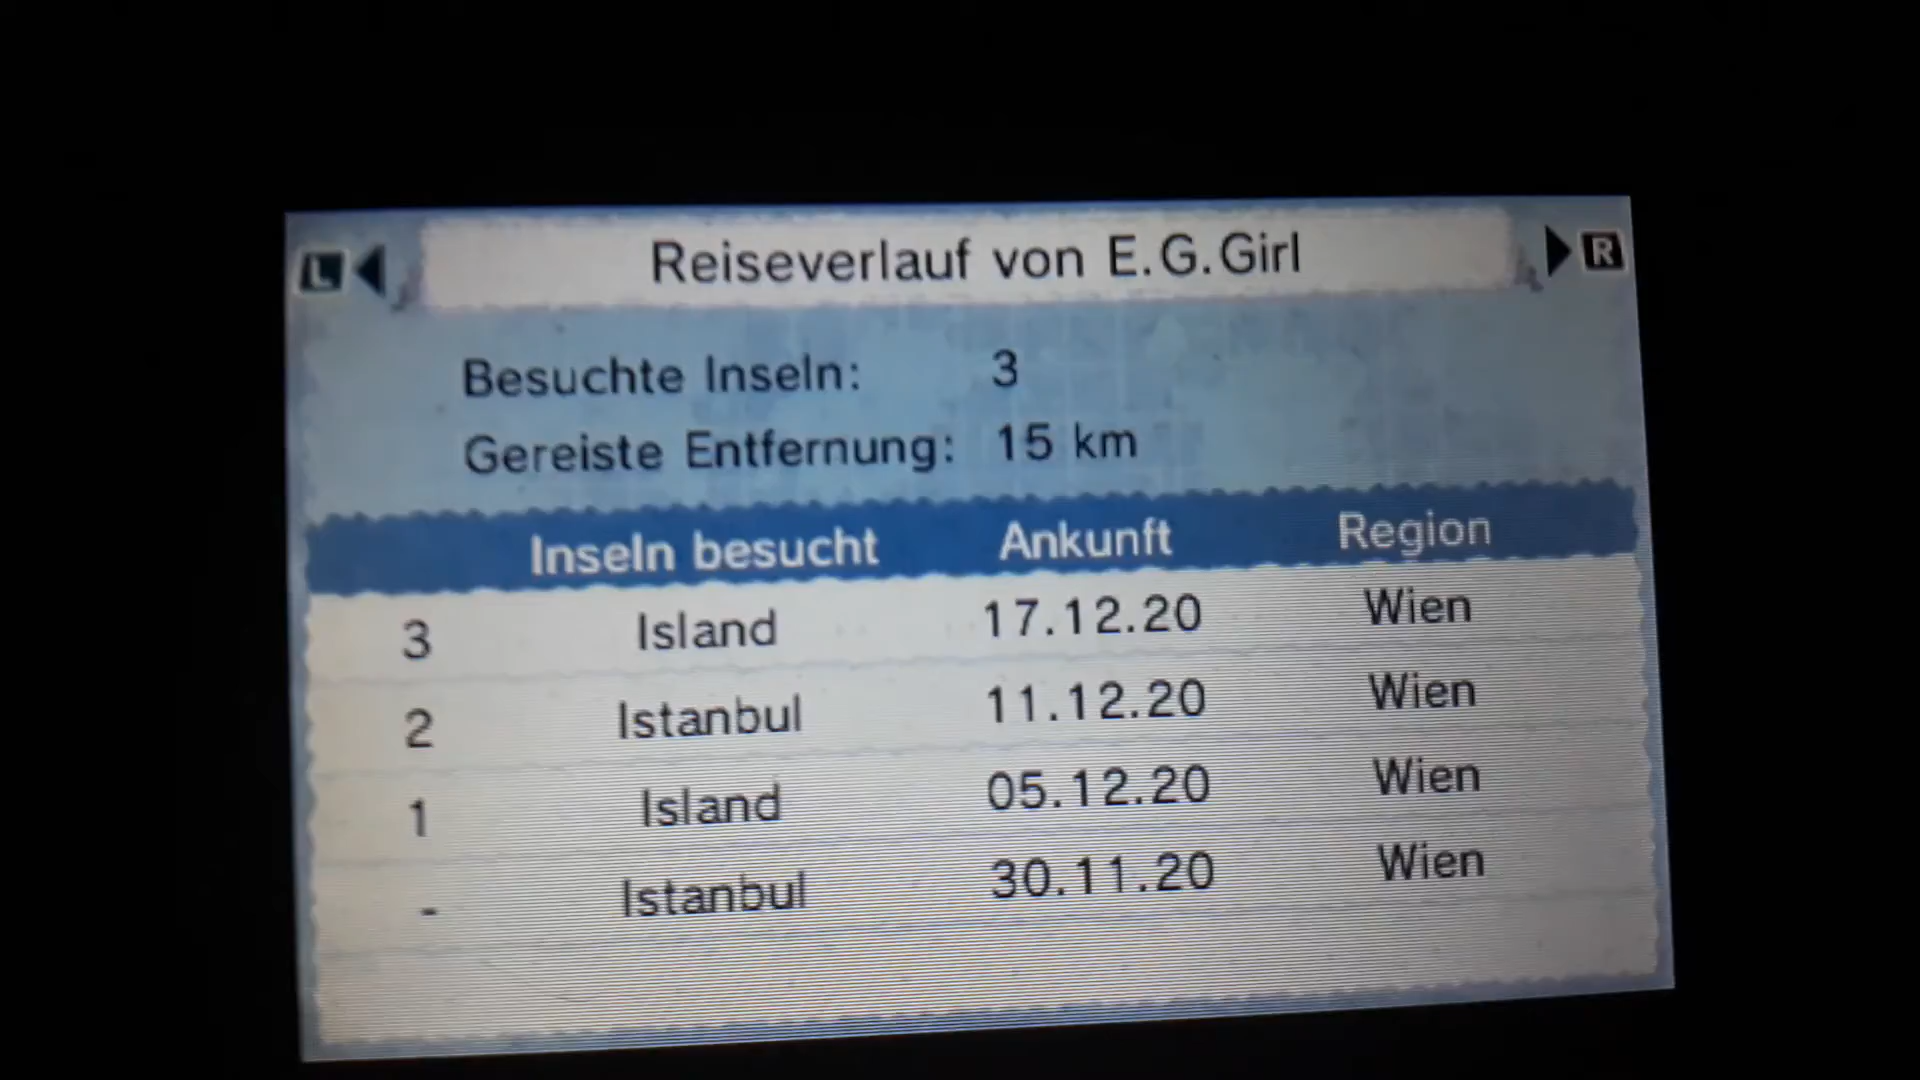 L Reiseverlauf von E.G.Girl R
Besuchte Inseln: 3
Gereiste Entfernung: 15 km
Inseln besucht Ankunft Region
3 Island 17.12.20 Wien
2 Istanbul 11.12.20 Wien
1 Island 05.12.20 Wien
- Istanbul 30.11.20 Wien